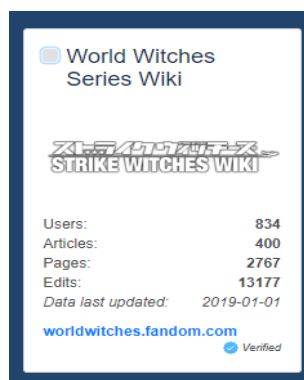 World Witches
Series Wiki
ストライクウィッチーズ
STRIKE WITCHES WIKI
Users: 834
Articles: 400
Pages: 2767
Edits: 13177
Data last updated: 2019-01-01
worldwitches.fandom.com
Verified